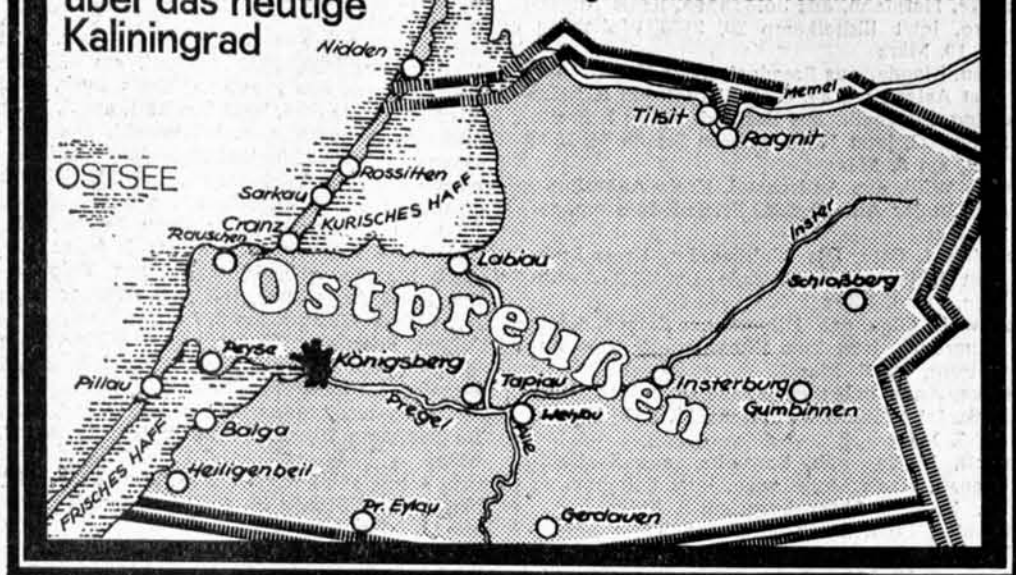 über das heutige
Kaliningrad
Nidden
Memel
Tilsit
Ragnit
OSTSEE
Rossitten
Sarkau
KURISCHES HAFF
Cranz
Rauschen
Inster
Labiau
Schloßberg
Ostpreußen
Peyse
Königsberg
Pillau
Tapiau
Insterburg
Pregel
Wehlau
Gumbinnen
Balga
Heiligenbeil
FRISCHES HAFF
Pr. Eylau
Gerdauen